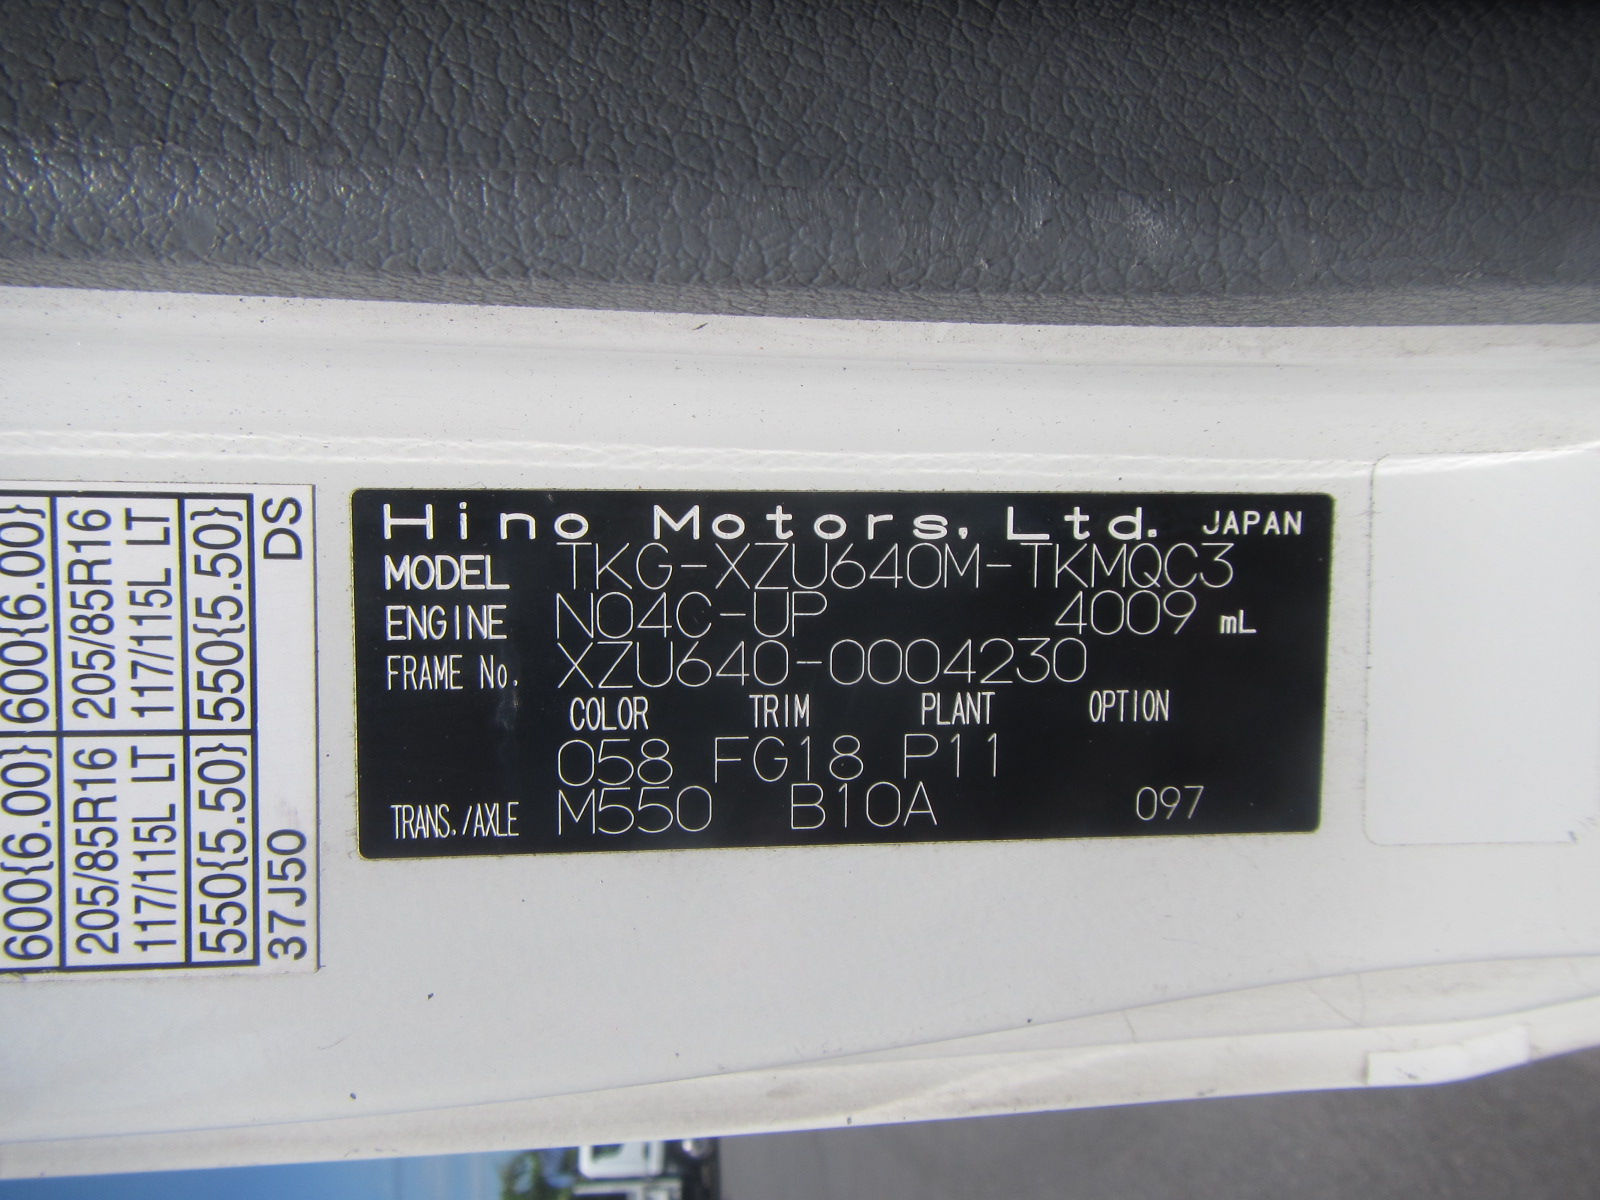 Hino Motors, Ltd. JAPAN
MODEL TKG-XZU640M-TKMQC3
ENGINE N04C-UP 4009 mL
FRAME No. XZU640-0004230
COLOR TRIM PLANT OPTION
058 FG18 P11
TRANS./AXLE M550 B10A 097
600{6.00} 600{6.00}
205/85R16 205/85R16
117/115L LT 117/115L LT
550{5.50} 550{5.50}
37J50 DS